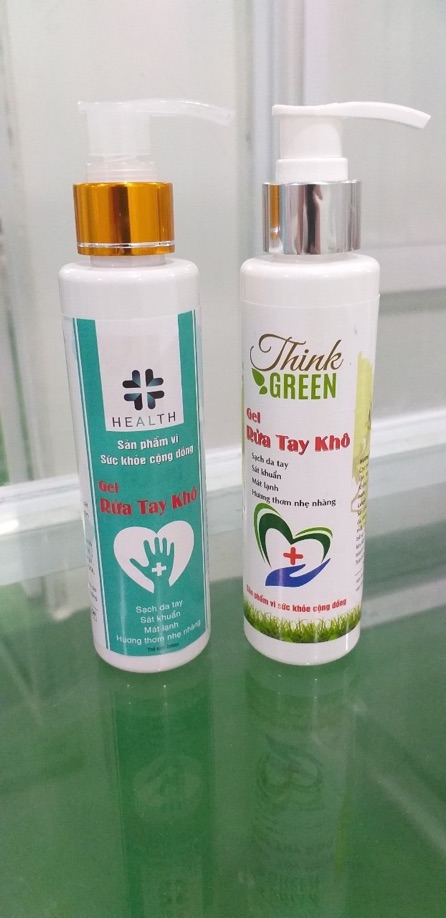 HEALTH
Sản phẩm vì
Sức khỏe cộng đồng
Gel
Rửa Tay Khô
Sạch da tay
Sát khuẩn
Mát lạnh
Hương thơm nhẹ nhàng
Think
GREEN
Gel
Rửa Tay Khô
Sạch da tay
Sát khuẩn
Mát lạnh
Hương thơm nhẹ nhàng
Sản phẩm vì sức khỏe cộng đồng